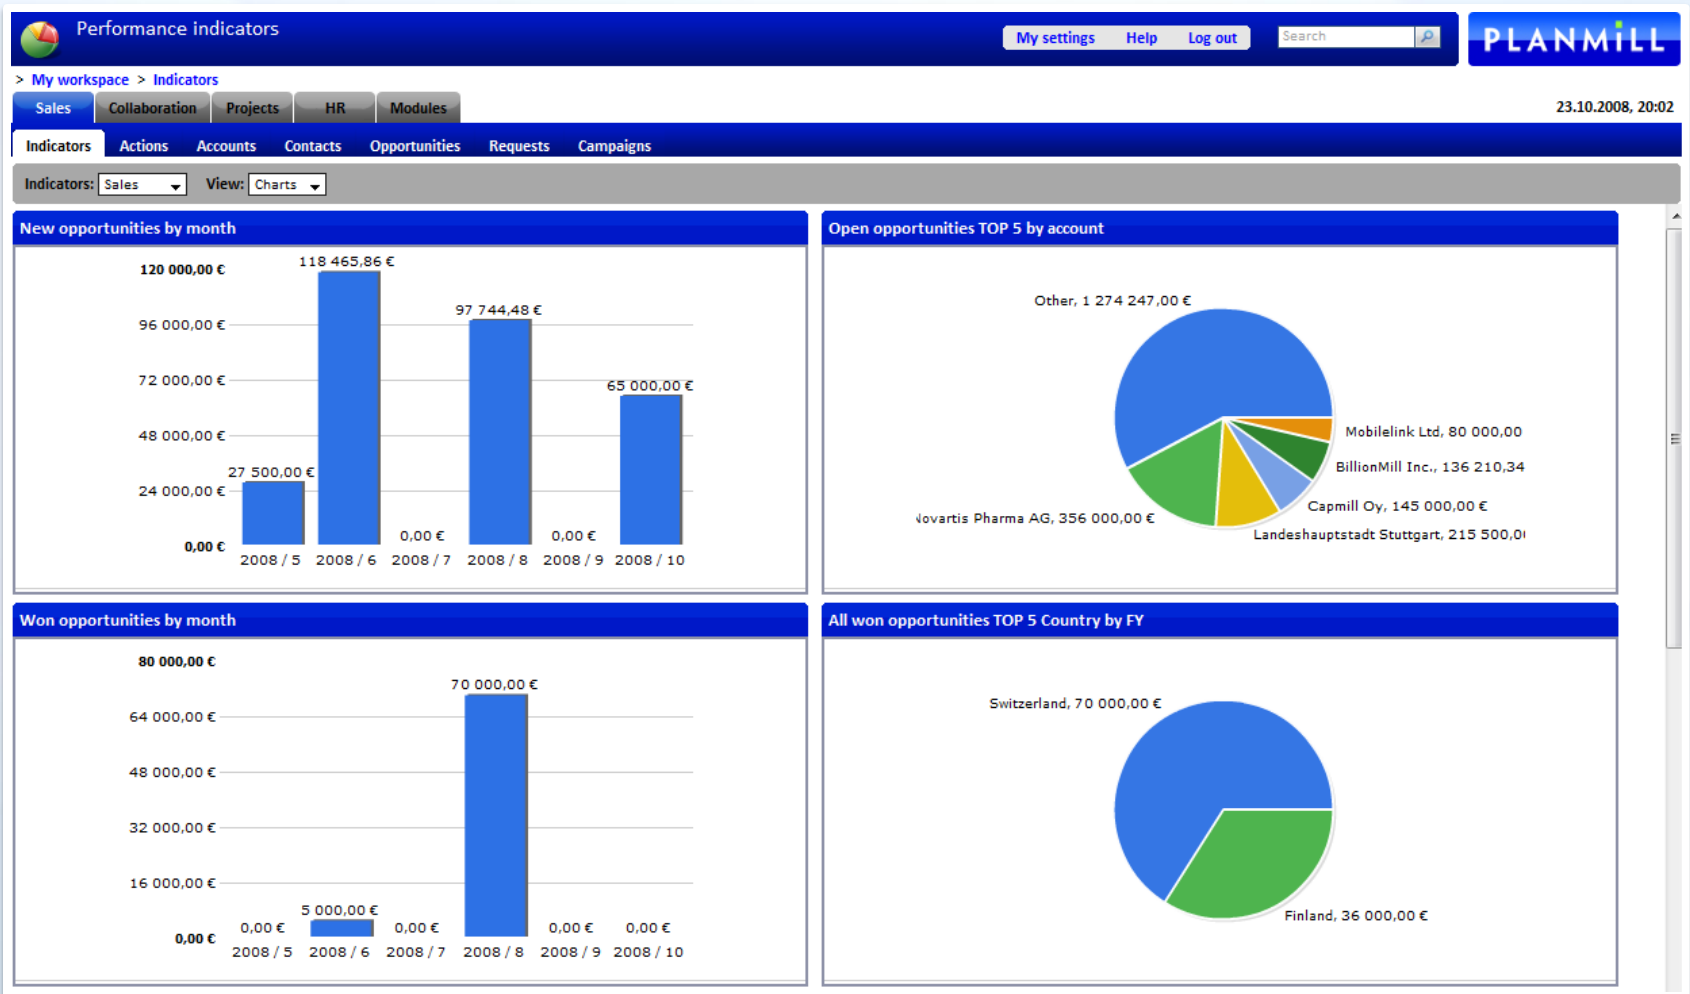 Performance indicators
My settings Help Log out
Search
PLANMILL
> My workspace > Indicators
Sales Collaboration Projects HR Modules
23.10.2008, 20:02
Indicators Actions Accounts Contacts Opportunities Requests Campaigns
Indicators: Sales View: Charts
New opportunities by month
120 000,00 €
96 000,00 €
72 000,00 €
48 000,00 €
24 000,00 €
0,00 €
27 500,00 €
118 465,86 €
0,00 €
97 744,48 €
0,00 €
65 000,00 €
2008 / 5 2008 / 6 2008 / 7 2008 / 8 2008 / 9 2008 / 10
Open opportunities TOP 5 by account
Other, 1 274 247,00 €
Mobilelink Ltd, 80 000,00
BillionMill Inc., 136 210,34
Capmill Oy, 145 000,00 €
Landeshauptstadt Stuttgart, 215 500,0
Novartis Pharma AG, 356 000,00 €
Won opportunities by month
80 000,00 €
64 000,00 €
48 000,00 €
32 000,00 €
16 000,00 €
0,00 €
0,00 €
5 000,00 €
0,00 €
70 000,00 €
0,00 €
0,00 €
2008 / 5 2008 / 6 2008 / 7 2008 / 8 2008 / 9 2008 / 10
All won opportunities TOP 5 Country by FY
Switzerland, 70 000,00 €
Finland, 36 000,00 €